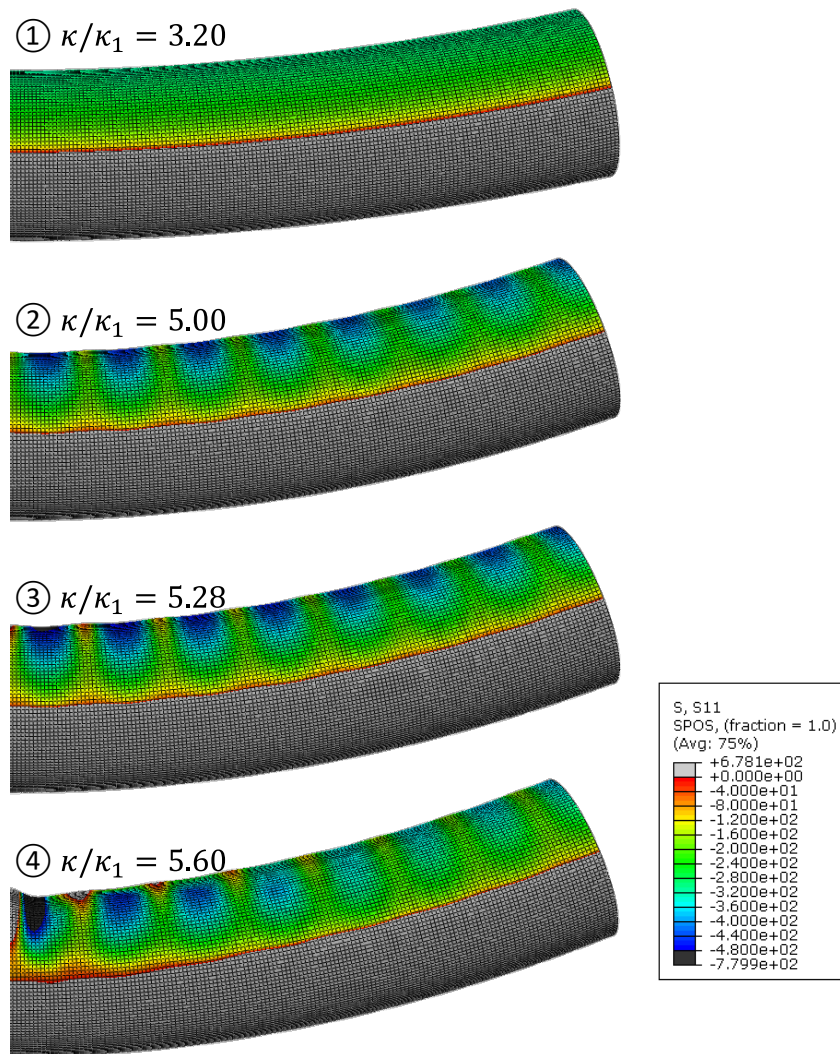 ① κ/κ₁ = 3.20
② κ/κ₁ = 5.00
③ κ/κ₁ = 5.28
④ κ/κ₁ = 5.60
S, S11
SPOS, (fraction = 1.0)
(Avg: 75%)
+6.781e+02
+0.000e+00
-4.000e+01
-8.000e+01
-1.200e+02
-1.600e+02
-2.000e+02
-2.400e+02
-2.800e+02
-3.200e+02
-3.600e+02
-4.000e+02
-4.400e+02
-4.800e+02
-7.799e+02